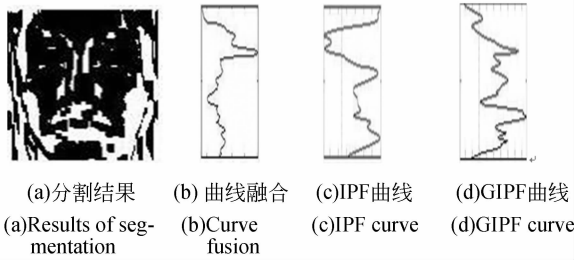 (a)分割结果 (b) 曲线融合 (c)IPF曲线 (d)GIPF曲线
(a)Results of seg- (b)Curve (c)IPF curve (d)GIPF curve
mentation fusion